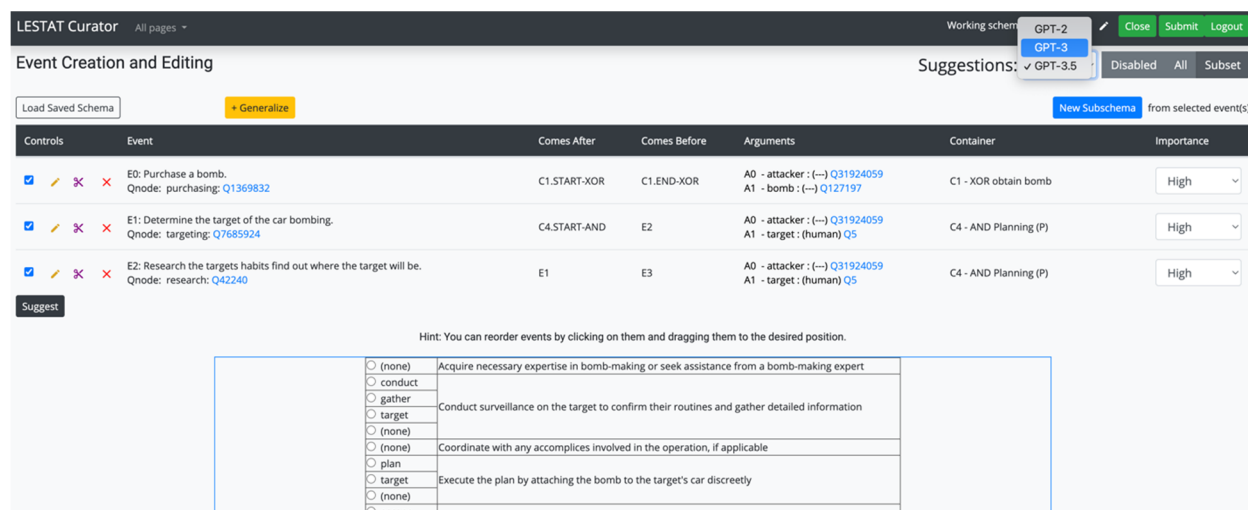 LESTAT Curator All pages
Working schem
GPT-2
GPT-3
✓ GPT-3.5
Close Submit Logout
Event Creation and Editing
Suggestions:
Disabled All Subset
Load Saved Schema + Generalize New Subschema from selected event(s)
Controls Event Comes After Comes Before Arguments Container Importance
E0: Purchase a bomb.
Qnode: purchasing: Q1369832
C1.START-XOR C1.END-XOR
A0 - attacker : (---) Q31924059
A1 - bomb : (---) Q127197
C1 - XOR obtain bomb High
E1: Determine the target of the car bombing.
Qnode: targeting: Q7685924
C4.START-AND E2
A0 - attacker : (---) Q31924059
A1 - target : (human) Q5
C4 - AND Planning (P) High
E2: Research the targets habits find out where the target will be.
Qnode: research: Q42240
E1 E3
A0 - attacker : (---) Q31924059
A1 - target : (human) Q5
C4 - AND Planning (P) High
Suggest
Hint: You can reorder events by clicking on them and dragging them to the desired position.
(none) Acquire necessary expertise in bomb-making or seek assistance from a bomb-making expert
conduct
gather
target
(none)
Conduct surveillance on the target to confirm their routines and gather detailed information
(none) Coordinate with any accomplices involved in the operation, if applicable
plan
target
(none)
Execute the plan by attaching the bomb to the target's car discreetly